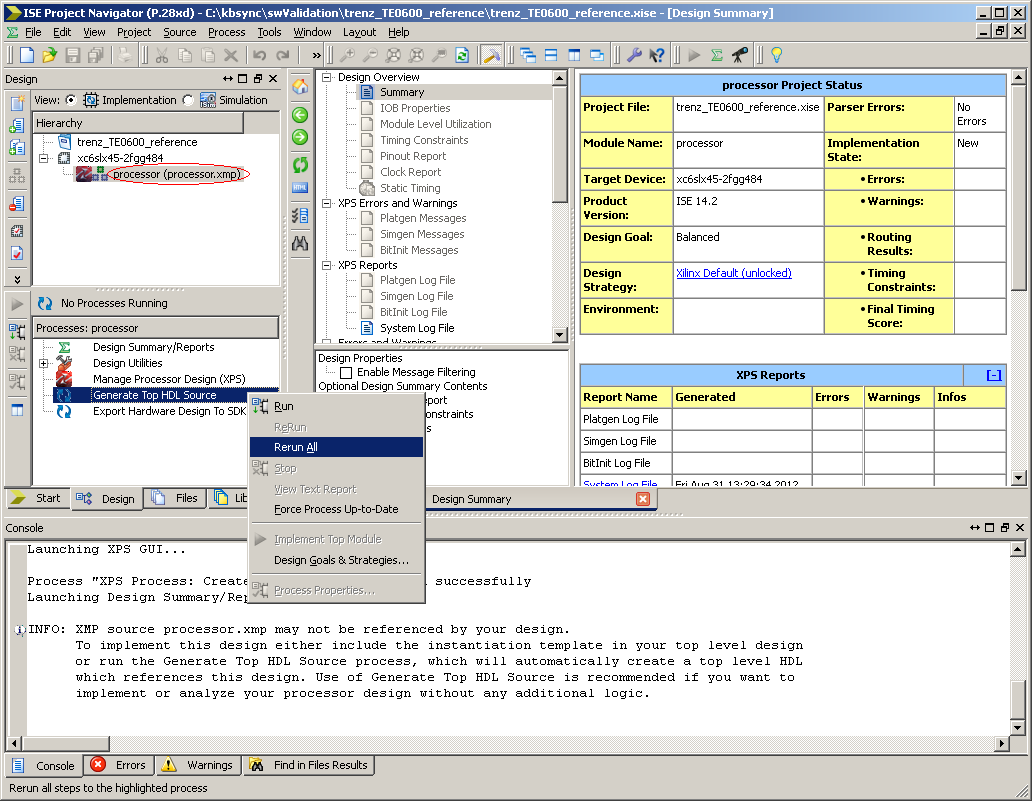 ISE Project Navigator (P.28xd) - C:\kbsync\swValidation\trenz_TE0600_reference\trenz_TE0600_reference.xise - [Design Summary]
File Edit View Project Source Process Tools Window Layout Help
Design
View: Implementation Simulation
Hierarchy
trenz_TE0600_reference
xc6slx45-2fgg484
processor (processor.xmp)
No Processes Running
Processes: processor
Design Summary/Reports
Design Utilities
Manage Processor Design (XPS)
Generate Top HDL Source
Export Hardware Design To SDK
Start Design Files Lib
Design Overview
Summary
IOB Properties
Module Level Utilization
Timing Constraints
Pinout Report
Clock Report
Static Timing
XPS Errors and Warnings
Platgen Messages
Simgen Messages
BitInit Messages
XPS Reports
Platgen Log File
Simgen Log File
BitInit Log File
System Log File
Errors and Warnings
Design Properties
Enable Message Filtering
Optional Design Summary Contents
port
onstraints
s
Run
ReRun
Rerun All
Stop
View Text Report
Force Process Up-to-Date
Implement Top Module
Design Goals & Strategies...
Process Properties...
Design Summary
processor Project Status
Project File: trenz_TE0600_reference.xise Parser Errors: No Errors
Module Name: processor Implementation State: New
Target Device: xc6slx45-2fgg484 • Errors:
Product Version: ISE 14.2 • Warnings:
Design Goal: Balanced • Routing Results:
Design Strategy: Xilinx Default (unlocked) • Timing Constraints:
Environment: • Final Timing Score:
XPS Reports [-]
Report Name Generated Errors Warnings Infos
Platgen Log File
Simgen Log File
BitInit Log File
System Log File Fri Aug 31 13:29:34 2012
Console
Launching XPS GUI...
Process "XPS Process: Create successfully
Launching Design Summary/Rep
INFO: XMP source processor.xmp may not be referenced by your design.
To implement this design either include the instantiation template in your top level design
or run the Generate Top HDL Source process, which will automatically create a top level HDL
which references this design. Use of Generate Top HDL Source is recommended if you want to
implement or analyze your processor design without any additional logic.
Console Errors Warnings Find in Files Results
Rerun all steps to the highlighted process